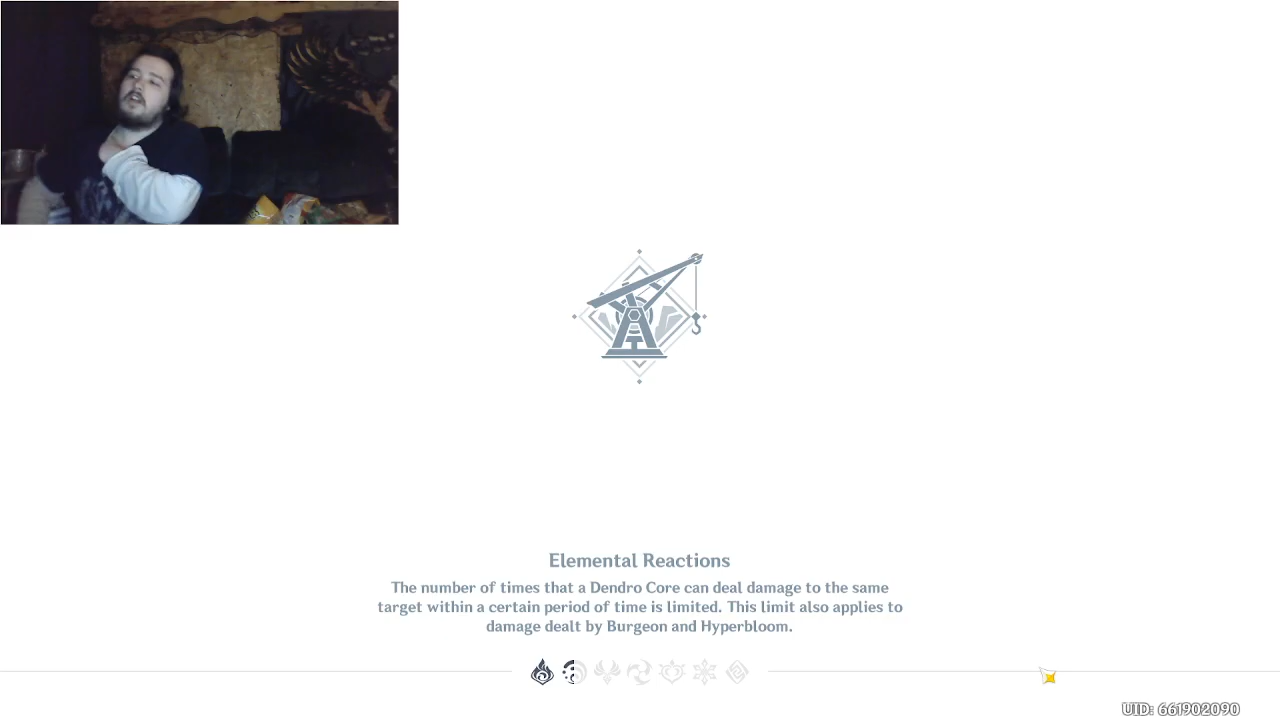 Elemental Reactions
The number of times that a Dendro Core can deal damage to the same
target within a certain period of time is limited. This limit also applies to
damage dealt by Burgeon and Hyperbloom.
UID: 661902090